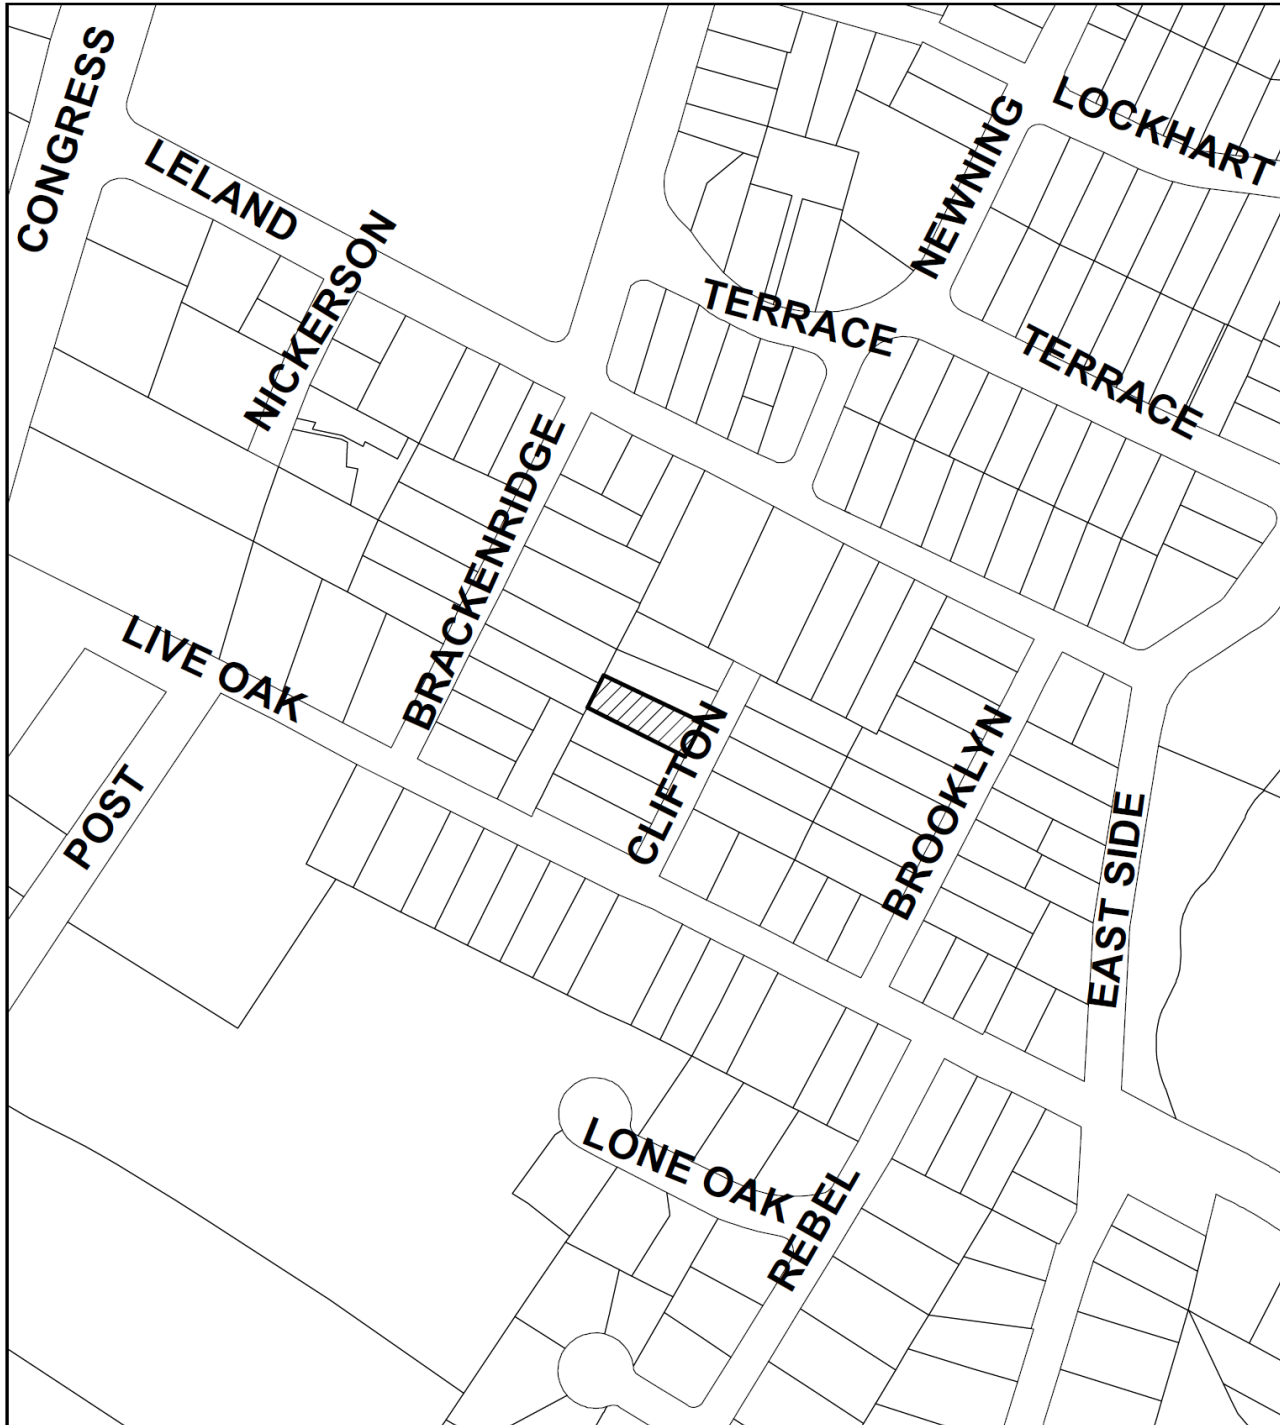 CONGRESS
LOCKHART
NEWNING
LELAND
NICKERSON
TERRACE
TERRACE
BRACKENRIDGE
LIVE OAK
CLIFTON
BROOKLYN
POST
EAST SIDE
LONE OAK
REBEL